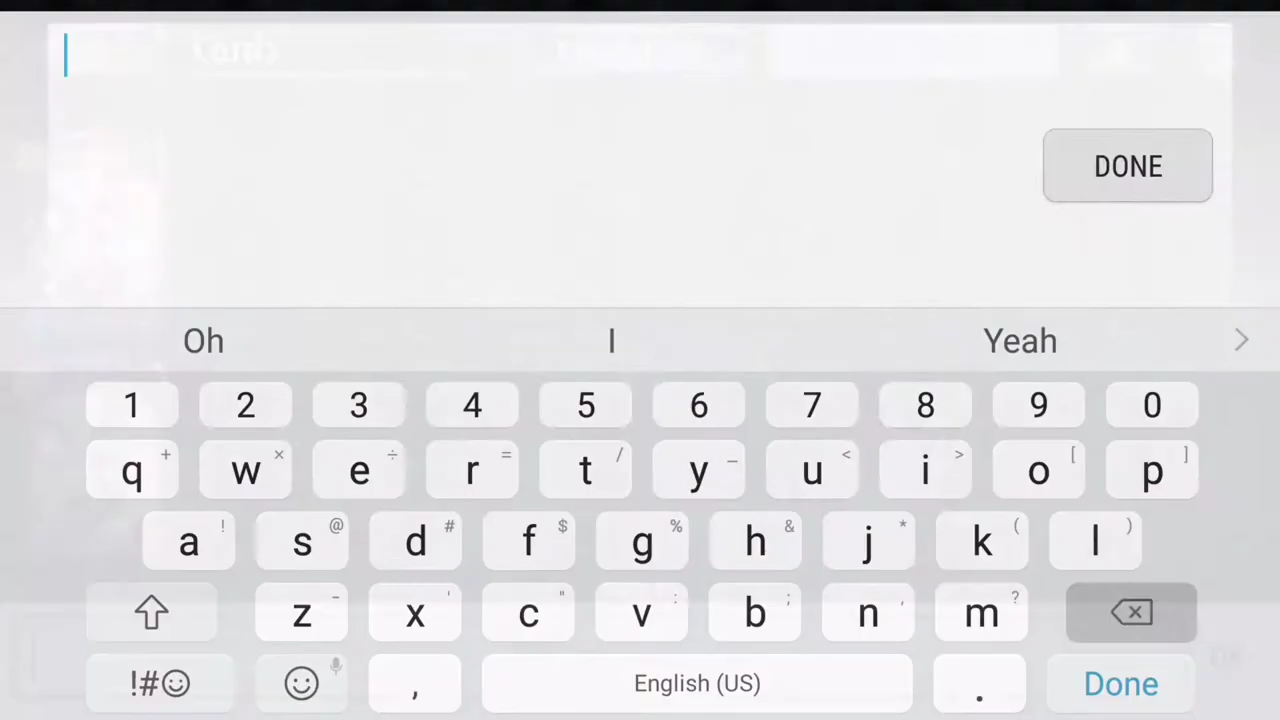 DONE
Oh I Yeah
1 2 3 4 5 6 7 8 9 0
q + w × e ÷ r = t / y _ u < i > o [ p ]
a ! s @ d # f $ g % h & j * k ( l )
z - x ' c " v : b ; n , m ?
!#☺ , English (US) . Done